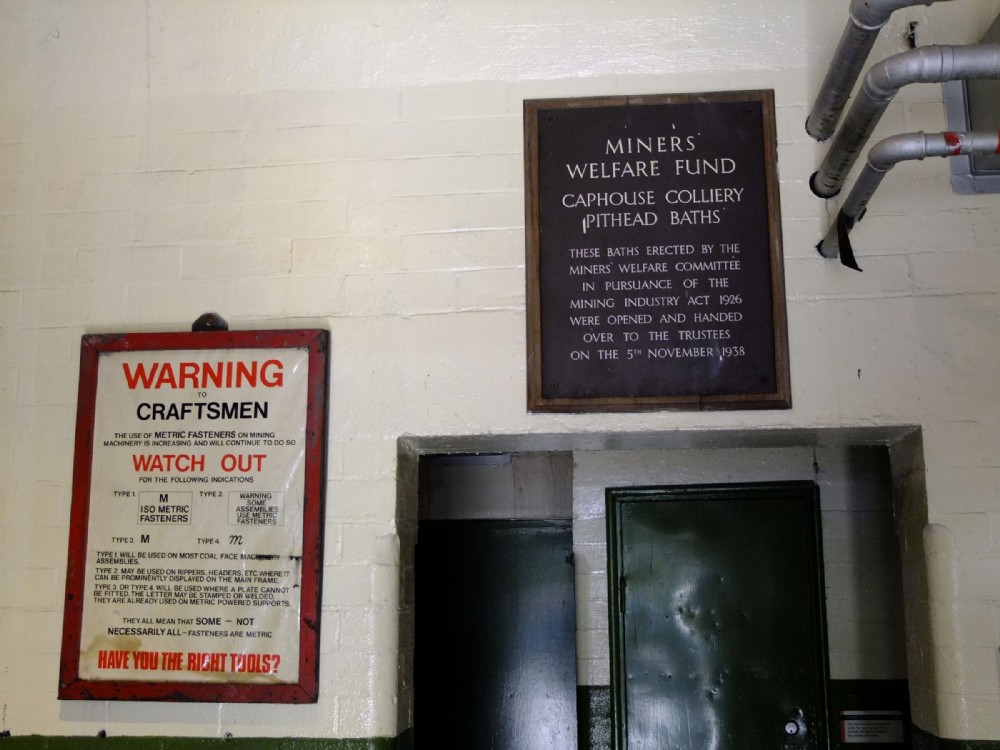 MINERS'
WELFARE FUND
CAPHOUSE COLLIERY
PITHEAD BATHS
THESE BATHS ERECTED BY THE
MINERS' WELFARE COMMITTEE
IN PURSUANCE OF THE
MINING INDUSTRY ACT 1926
WERE OPENED AND HANDED
OVER TO THE TRUSTEES
ON THE 5TH NOVEMBER 1938
WARNING
TO
CRAFTSMEN
THE USE OF METRIC FASTENERS ON MINING
MACHINERY IS INCREASING AND WILL CONTINUE TO DO SO
WATCH OUT
FOR THE FOLLOWING INDICATIONS
TYPE 1. M ISO METRIC FASTENERS
TYPE 2. WARNING SOME ASSEMBLIES USE METRIC FASTENERS
TYPE 3. M TYPE 4. m
TYPE 1. WILL BE USED ON MOST COAL FACE MACHINERY
ASSEMBLIES.
TYPE 2. MAY BE USED ON RIPPERS, HEADERS, ETC. WHERE IT
CAN BE PROMINENTLY DISPLAYED ON THE MAIN FRAME.
TYPE 3 OR TYPE 4 WILL BE USED WHERE A PLATE CANNOT
BE FITTED. THE LETTER MAY BE STAMPED OR WELDED.
THEY ARE ALREADY USED ON METRIC POWERED SUPPORTS.
THEY ALL MEAN THAT SOME — NOT
NECESSARILY ALL — FASTENERS ARE METRIC
HAVE YOU THE RIGHT TOOLS?